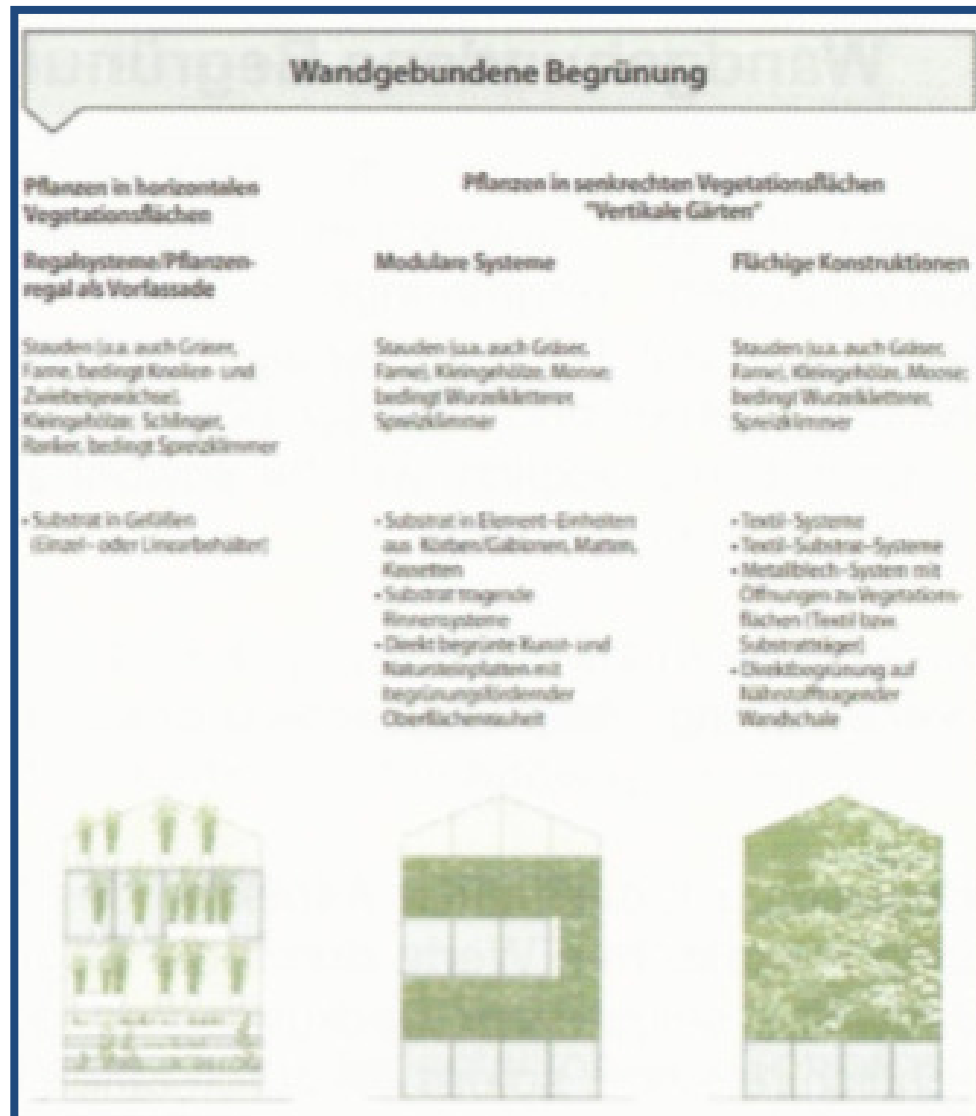 Wandgebundene Begrünung
Pflanzen in horizontalen
Vegetationsflächen
Pflanzen in senkrechten Vegetationsflächen
"Vertikale Gärten"
Regalsysteme/Pflanzen-
regal als Vorfassade
Stauden (u.a. auch Gräser,
Farne, bedingt Knollen- und
Zwiebelgewächse),
Kleingehölze; Schlinger,
Ranker, bedingt Spreizklimmer
• Substrat in Gefäßen
(Einzel- oder Linearbehälter)
Modulare Systeme
Stauden (u.a. auch Gräser,
Farne), Kleingehölze, Moose;
bedingt Wurzelkletterer,
Spreizklimmer
• Substrat in Element-Einheiten
aus Körben/Gabionen, Matten,
Kassetten
• Substrat tragende
Rinnensysteme
• Direkt begrünte Kunst- und
Natursteinplatten mit
begrünungsfördernder
Oberflächenrauheit
Flächige Konstruktionen
Stauden (u.a. auch Gräser,
Farne), Kleingehölze, Moose;
bedingt Wurzelkletterer,
Spreizklimmer
• Textil-Systeme
• Textil-Substrat-Systeme
• Metallblech-System mit
Öffnungen zu Vegetations-
flächen (Textil bzw.
Substratträger)
• Direktbegrünung auf
Nährstofftragender
Wandschale